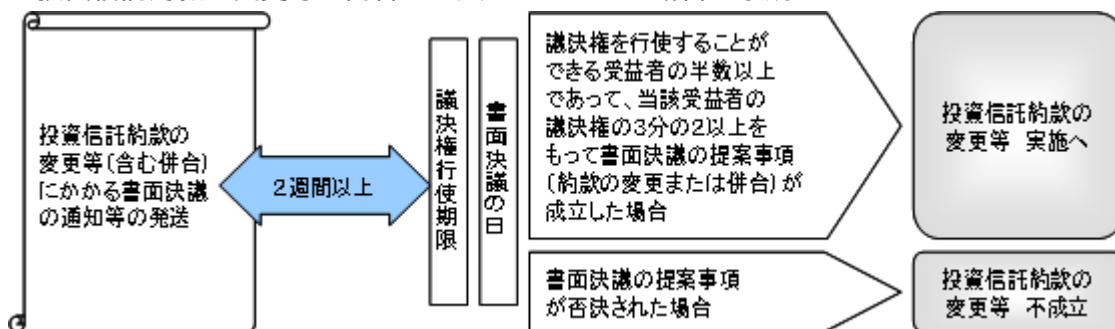 投資信託約款の
変更等（含む併合）
にかかる書面決議
の通知等の発送
２週間以上
議決権行使期限
書面決議の日
議決権を行使することが
できる受益者の半数以上
であって、当該受益者の
議決権の3分の2以上を
もって書面決議の提案事項
（約款の変更または併合）が
成立した場合
投資信託約款の
変更等　実施へ
書面決議の提案事項
が否決された場合
投資信託約款の
変更等　不成立